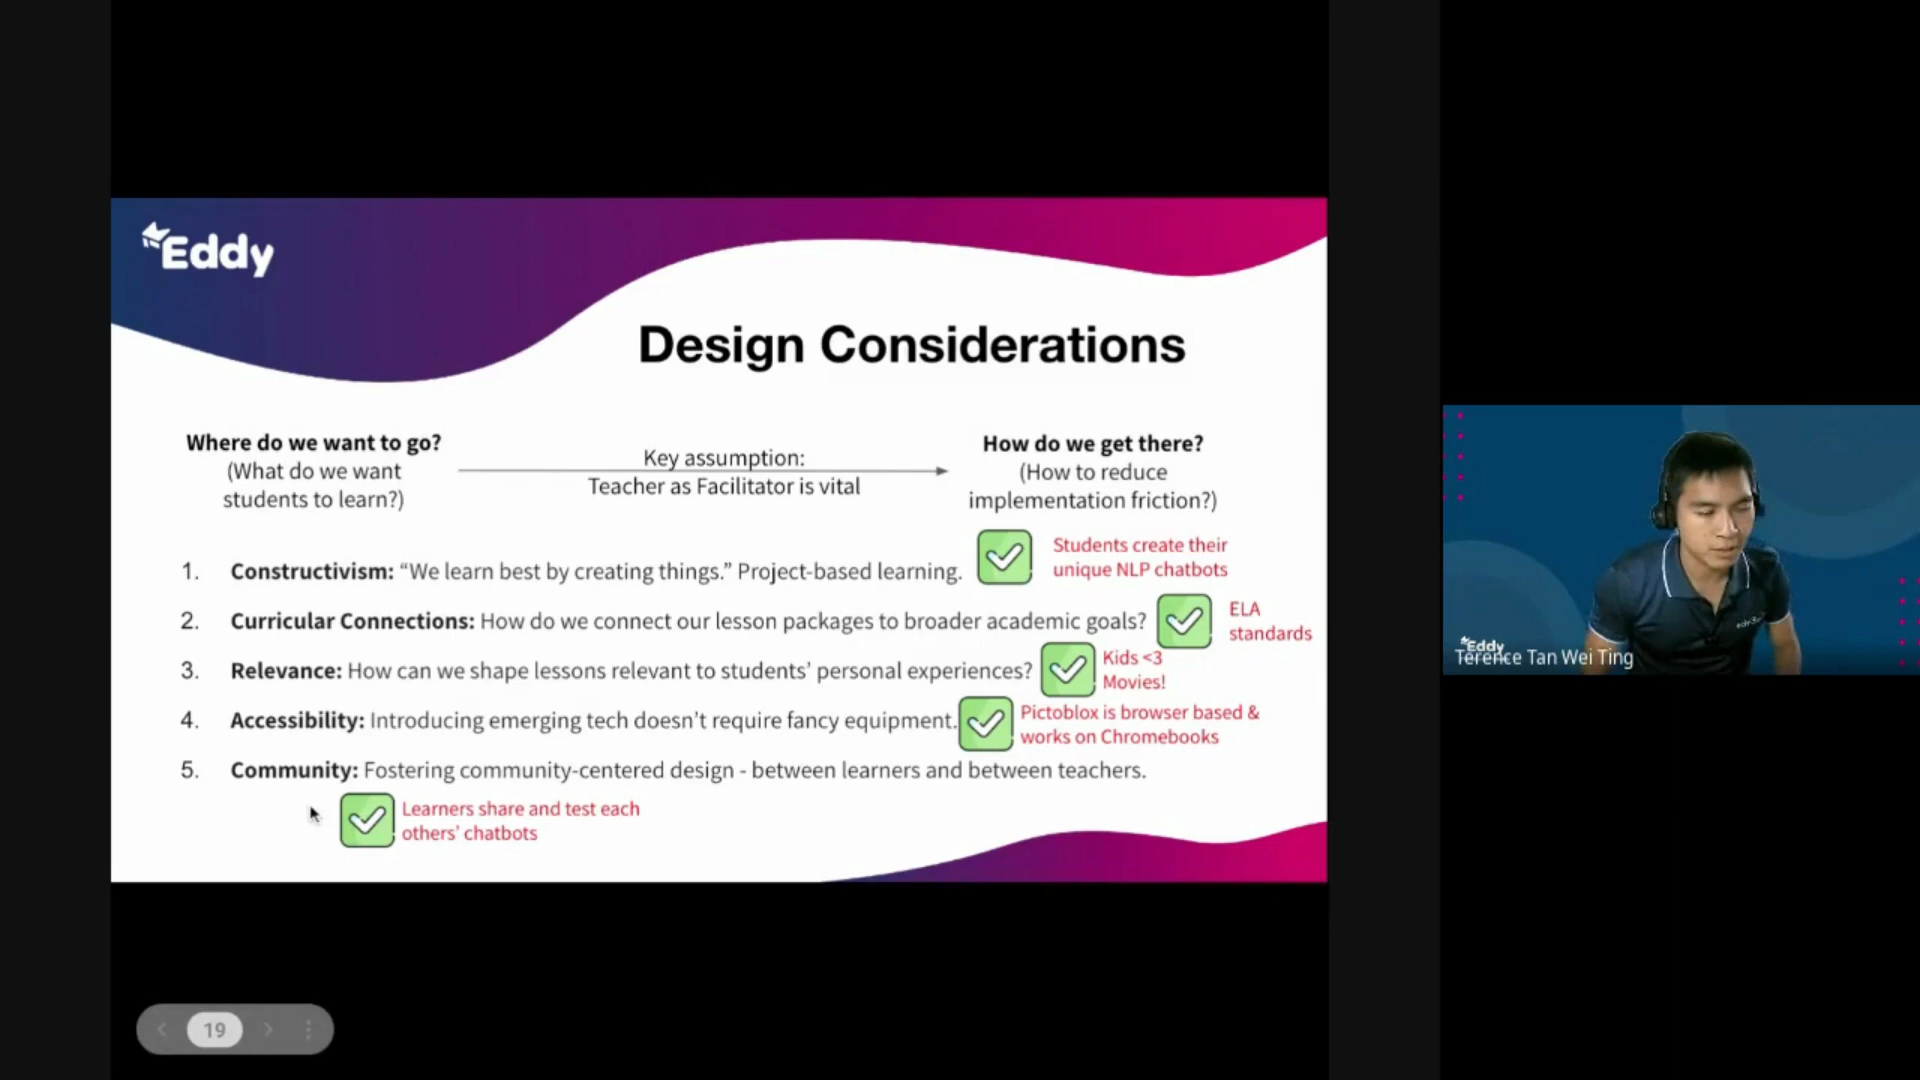 Eddy
Design Considerations
Where do we want to go?
(What do we want
students to learn?)
Key assumption:
Teacher as Facilitator is vital
How do we get there?
(How to reduce
implementation friction?)
1. Constructivism: “We learn best by creating things.” Project-based learning.
Students create their
unique NLP chatbots
2. Curricular Connections: How do we connect our lesson packages to broader academic goals?
ELA
standards
3. Relevance: How can we shape lessons relevant to students’ personal experiences?
Kids <3
Movies!
4. Accessibility: Introducing emerging tech doesn’t require fancy equipment.
Pictoblox is browser based &
works on Chromebooks
5. Community: Fostering community-centered design - between learners and between teachers.
Learners share and test each
others’ chatbots
19
Eddy
Terence Tan Wei Ting